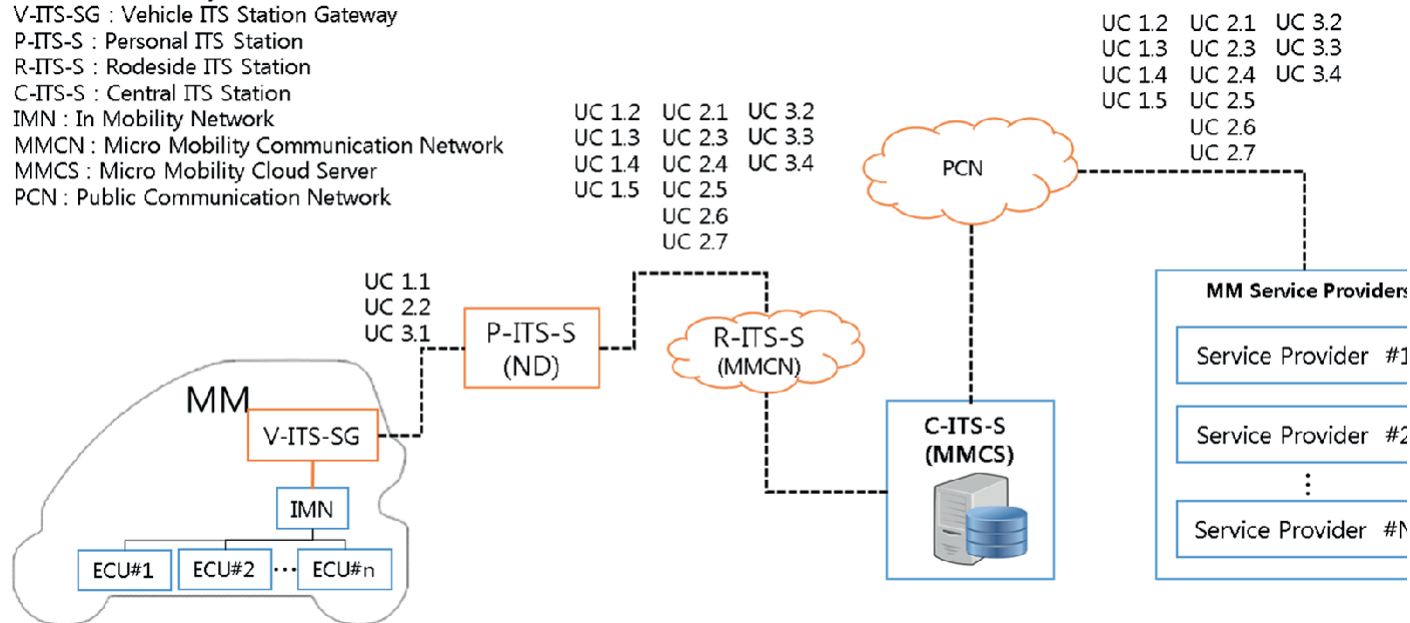 V-ITS-SG : Vehicle ITS Station Gateway
P-ITS-S : Personal ITS Station
R-ITS-S : Rodeside ITS Station
C-ITS-S : Central ITS Station
IMN : In Mobility Network
MMCN : Micro Mobility Communication Network
MMCS : Micro Mobility Cloud Server
PCN : Public Communication Network
UC 1.2 UC 2.1 UC 3.2
UC 1.3 UC 2.3 UC 3.3
UC 1.4 UC 2.4 UC 3.4
UC 1.5 UC 2.5
UC 2.6
UC 2.7
UC 1.2 UC 2.1 UC 3.2
UC 1.3 UC 2.3 UC 3.3
UC 1.4 UC 2.4 UC 3.4
UC 1.5 UC 2.5
UC 2.6
UC 2.7
PCN
UC 1.1
UC 2.2
UC 3.1
P-ITS-S
(ND)
R-ITS-S
(MMCN)
MM
V-ITS-SG
IMN
ECU#1 ECU#2 ··· ECU#n
C-ITS-S
(MMCS)
MM Service Providers
Service Provider #1
Service Provider #2
⋮
Service Provider #N